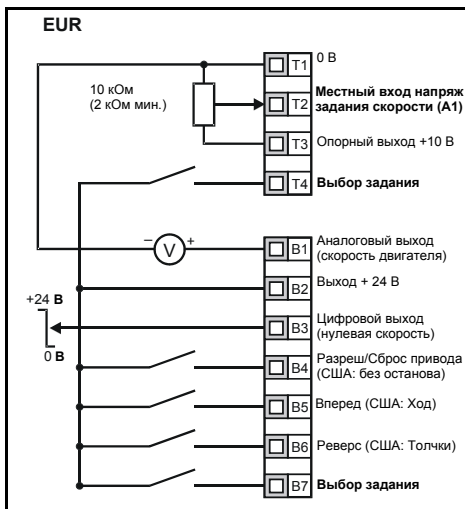 EUR
T1
0 В
10 кОм
(2 кОм мин.)
T2
Местный вход напряж
задания скорости (A1)
T3
Опорный выход +10 В
T4
Выбор задания
– V +
B1
Аналоговый выход
(скорость двигателя)
B2
Выход + 24 В
+24 В
0 В
B3
Цифровой выход
(нулевая скорость)
B4
Разреш/Сброс привода
(США: без останова)
B5
Вперед (США: Ход)
B6
Реверс (США: Толчки)
B7
Выбор задания